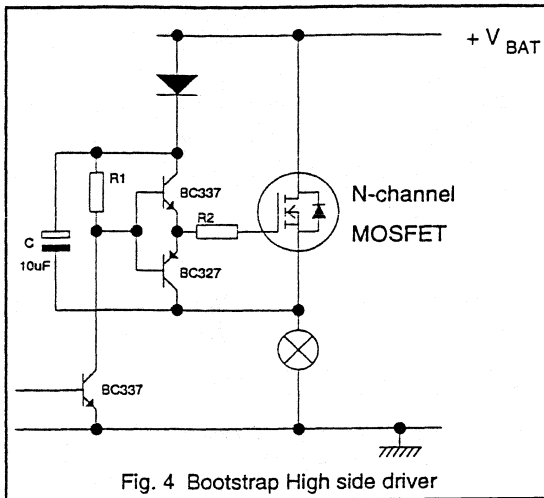 + V BAT
R1
BC337
R2
N-channel
MOSFET
C
10uF
BC327
BC337
Fig. 4 Bootstrap High side driver